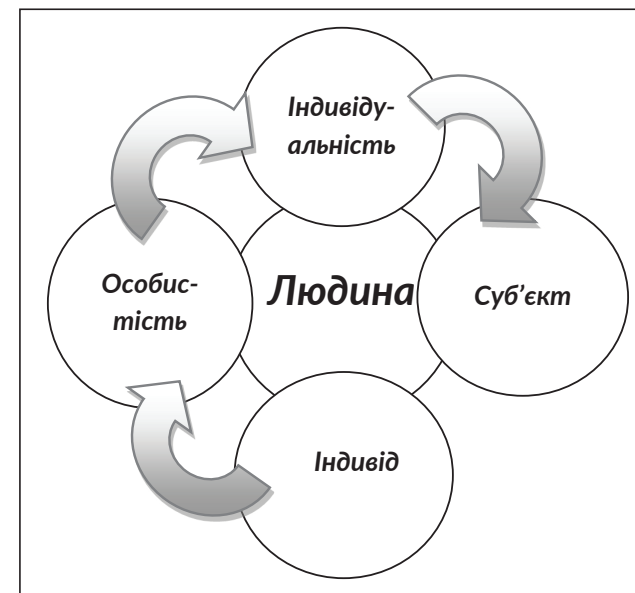 Індивіду-
альність
Особис-
тість
Людина
Суб’єкт
Індивід